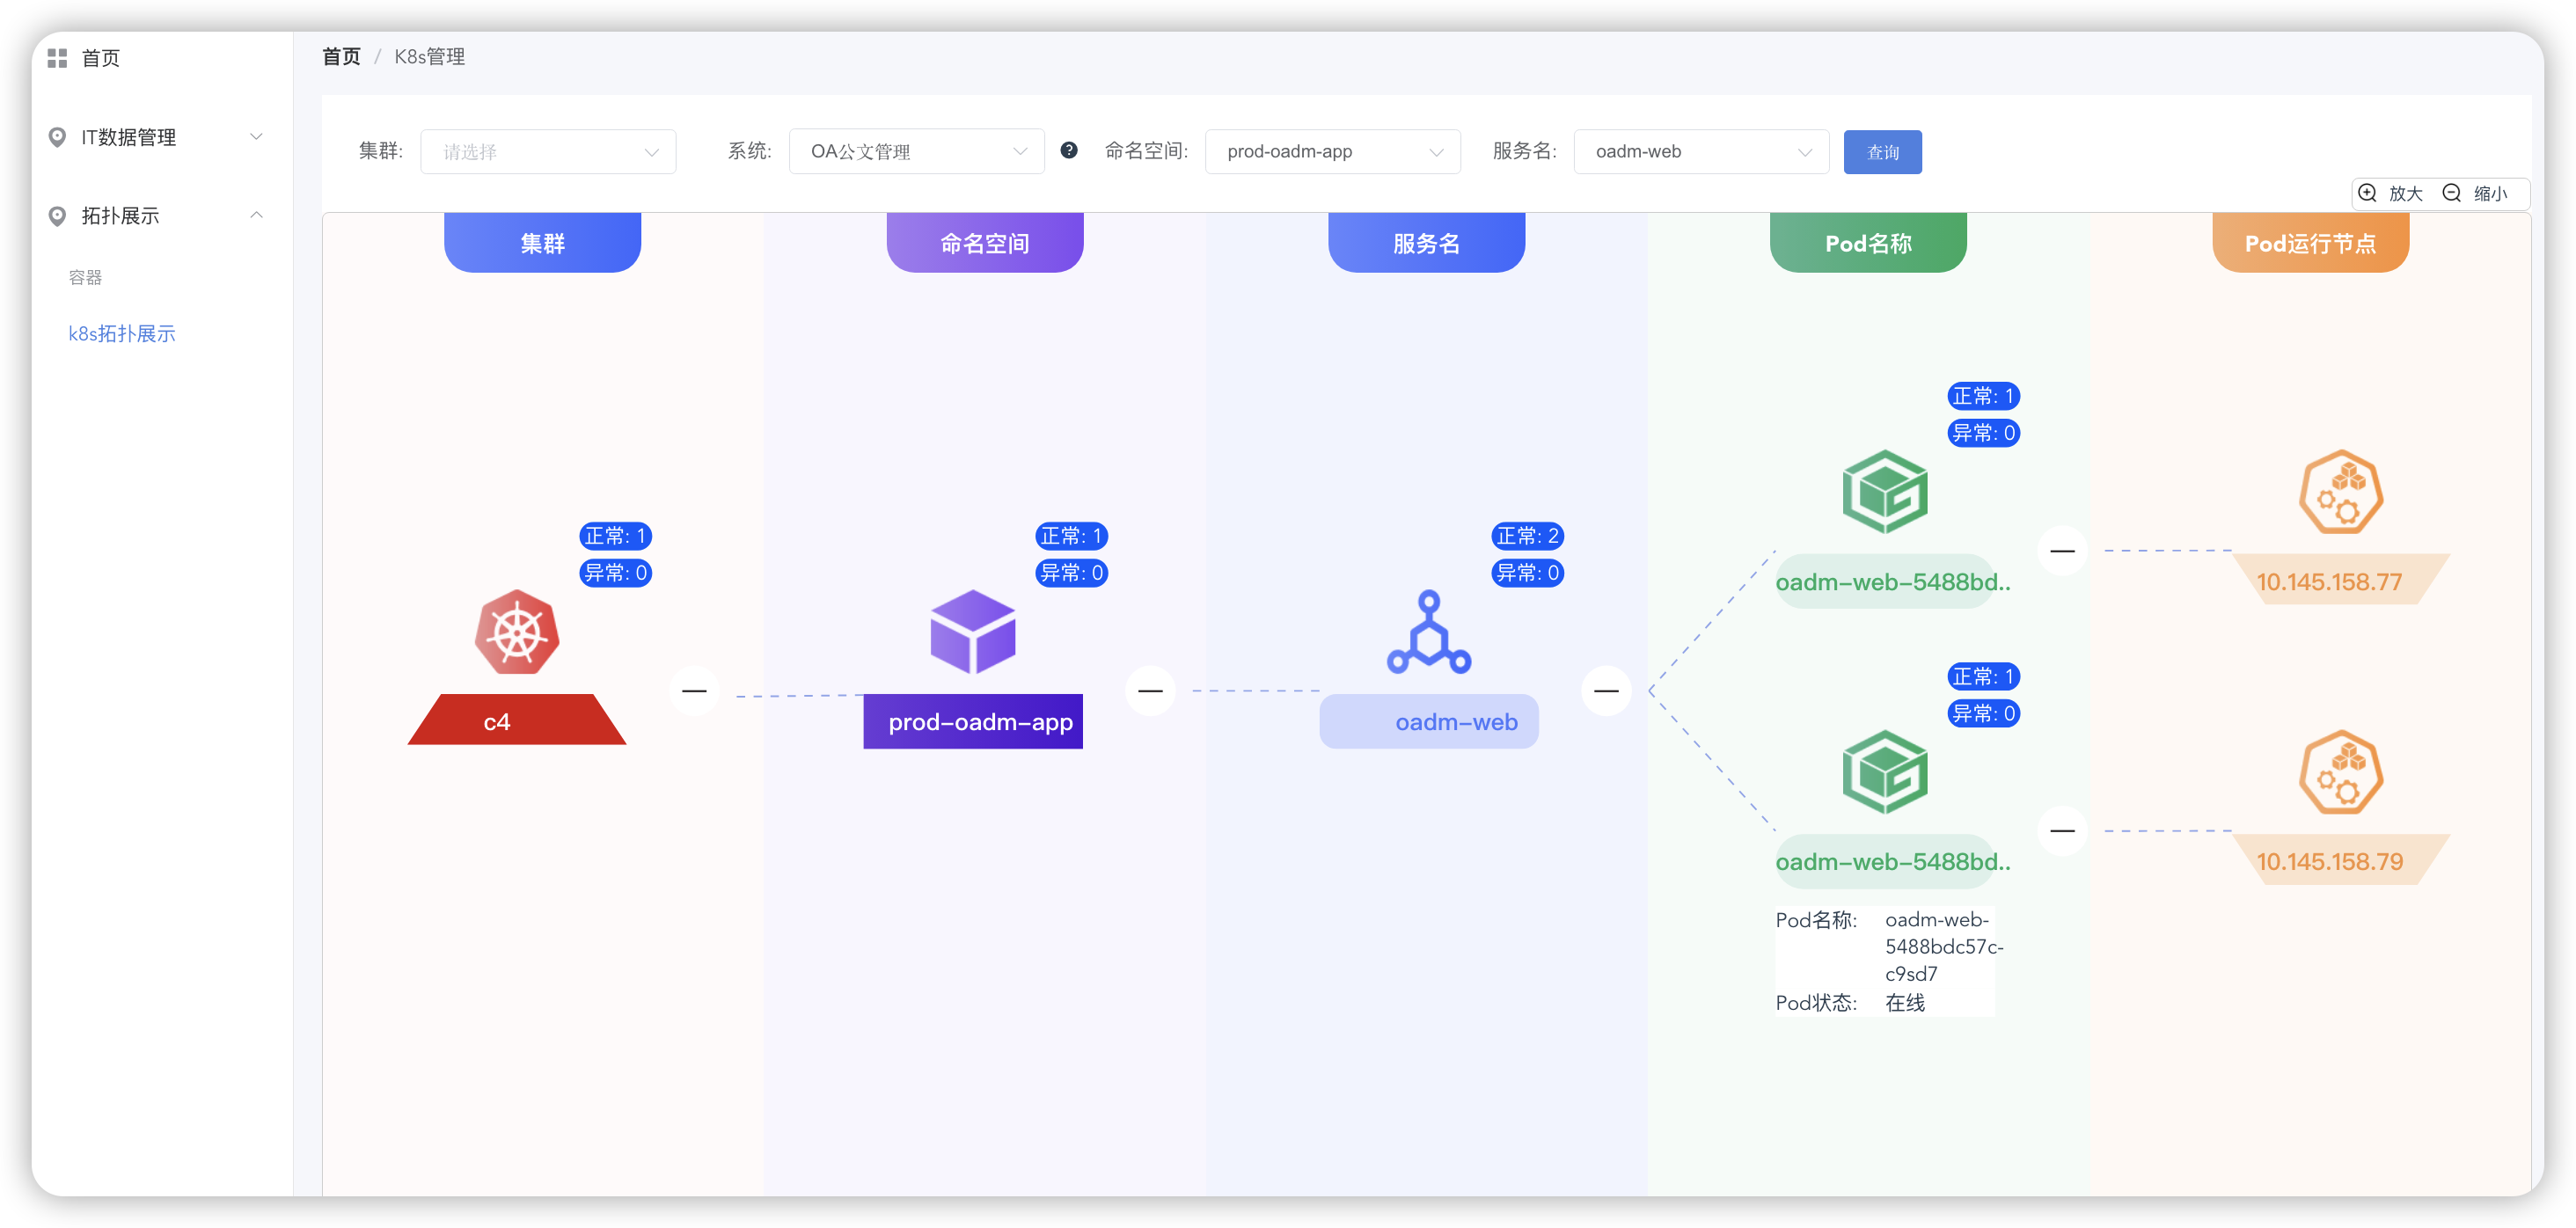 首页
IT数据管理
拓扑展示
容器
k8s拓扑展示
首页 / K8s管理
集群: 请选择 系统: OA公文管理 ? 命名空间: prod-oadm-app 服务名: oadm-web 查询
放大 缩小
集群 命名空间 服务名 Pod名称 Pod运行节点
正常: 1
异常: 0
c4
正常: 1
异常: 0
prod-oadm-app
正常: 2
异常: 0
oadm-web
正常: 1
异常: 0
oadm-web-5488bd..
10.145.158.77
正常: 1
异常: 0
oadm-web-5488bd..
10.145.158.79
Pod名称: oadm-web-
5488bdc57c-
c9sd7
Pod状态: 在线